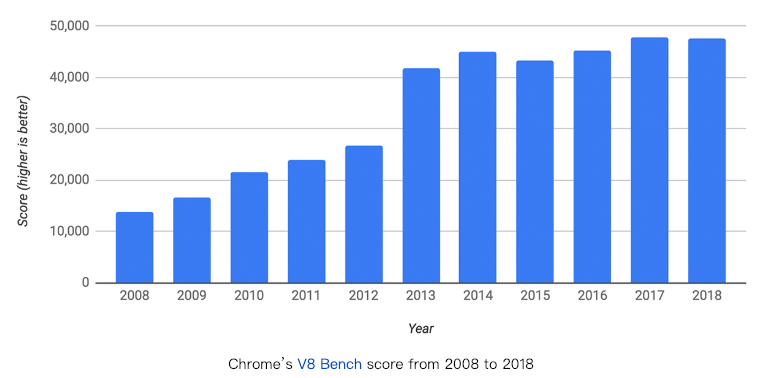 50,000
40,000
30,000
20,000
10,000
0
Score (higher is better)
2008 2009 2010 2011 2012 2013 2014 2015 2016 2017 2018
Year
Chrome's V8 Bench score from 2008 to 2018